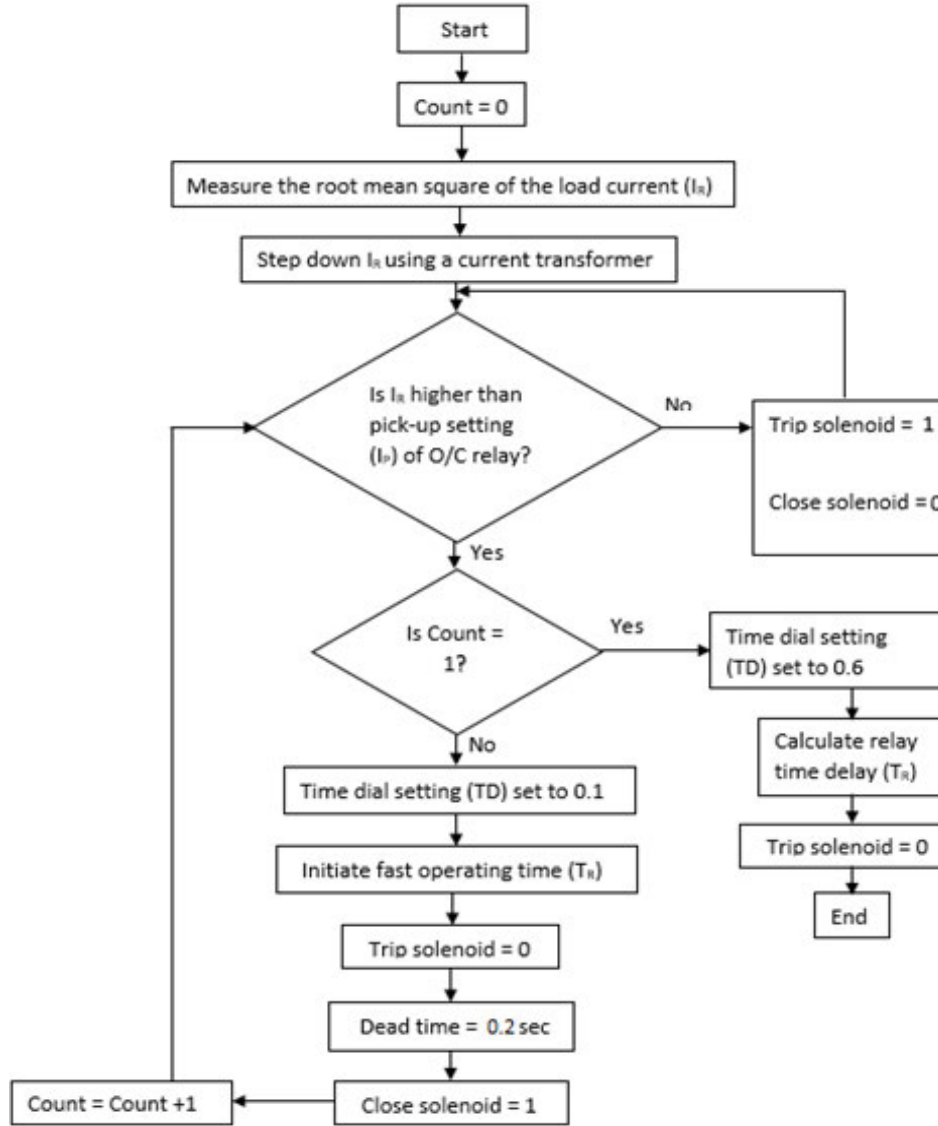 Start
Count = 0
Measure the root mean square of the load current (IR)
Step down IR using a current transformer
Is IR higher than
pick-up setting
(IP) of O/C relay?
No
Trip solenoid = 1
Close solenoid = 0
Yes
Is Count =
1?
Yes
Time dial setting
(TD) set to 0.6
Calculate relay
time delay (TR)
Trip solenoid = 0
End
No
Time dial setting (TD) set to 0.1
Initiate fast operating time (TR)
Trip solenoid = 0
Dead time = 0.2 sec
Close solenoid = 1
Count = Count +1